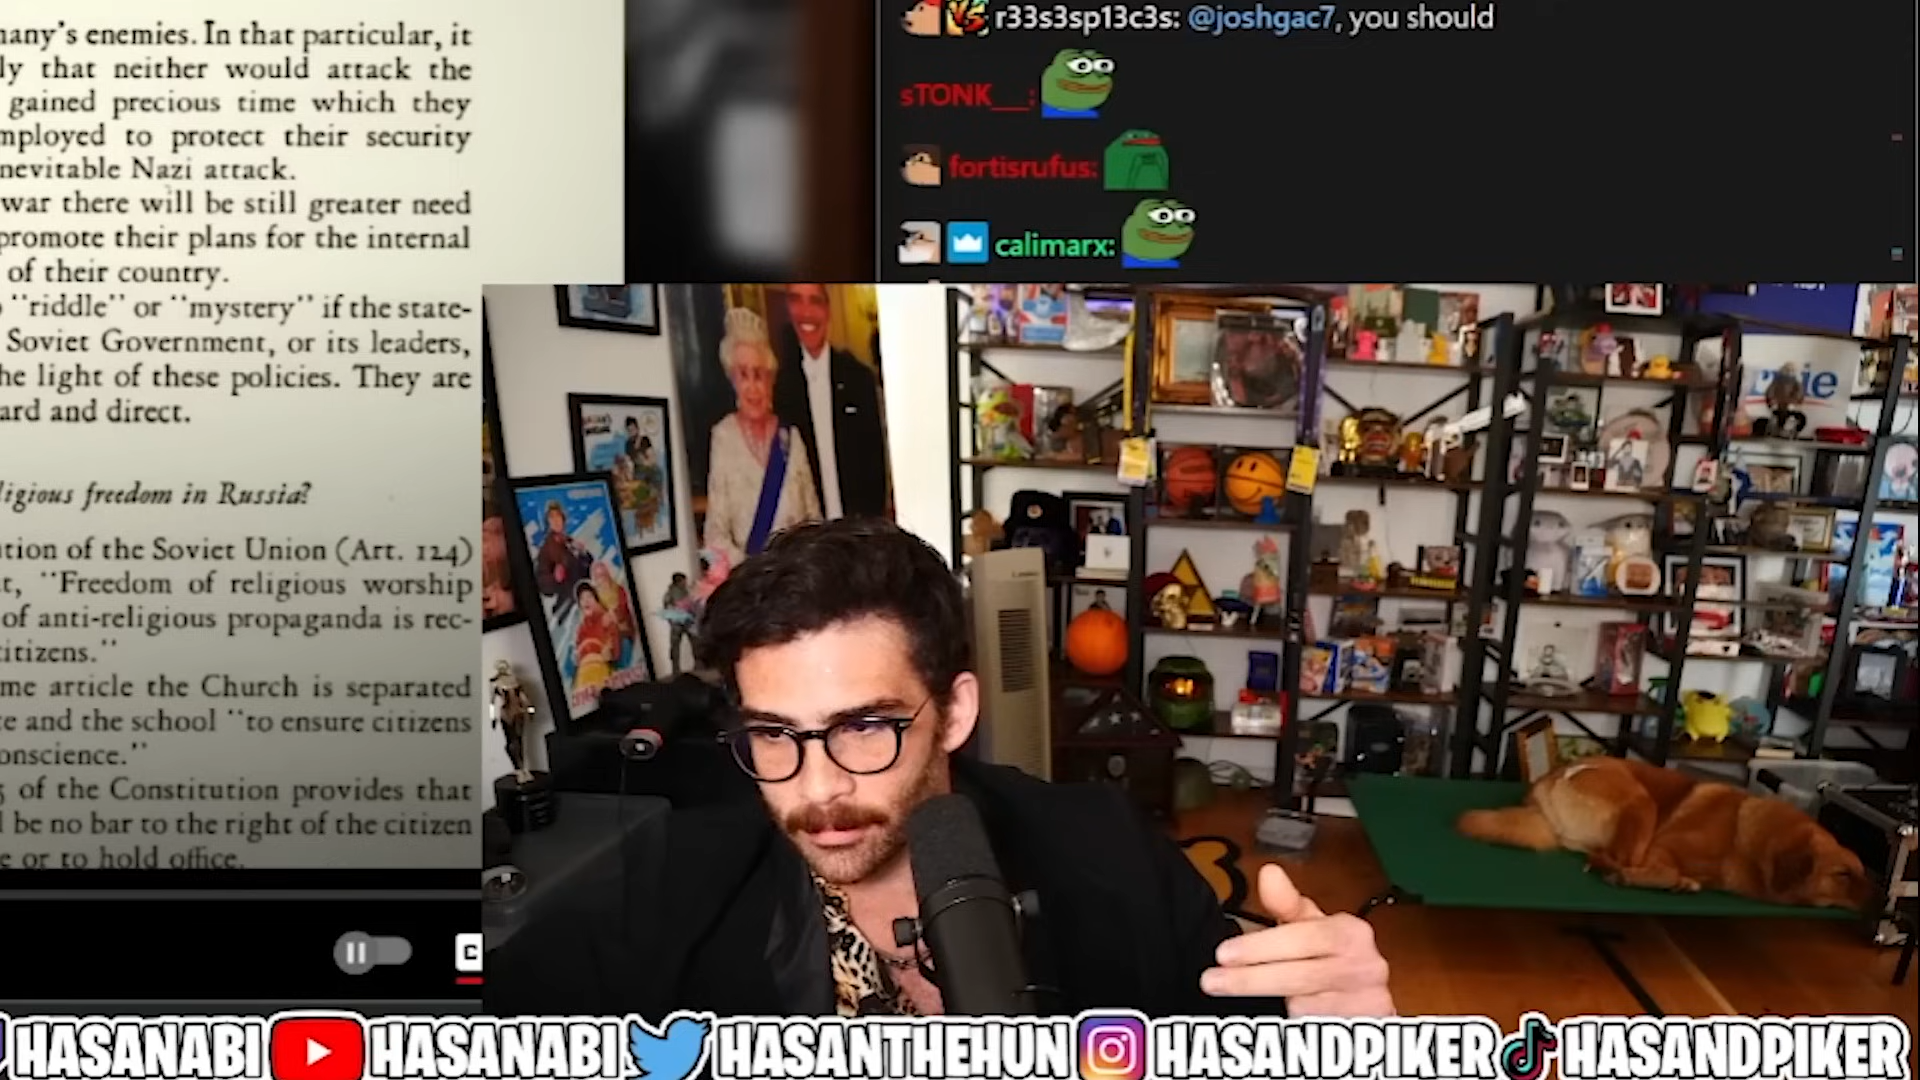 many's enemies. In that particular, it
ly that neither would attack the
gained precious time which they
mployed to protect their security
nevitable Nazi attack.
war there will be still greater need
promote their plans for the internal
of their country.
"riddle" or "mystery" if the state-
Soviet Government, or its leaders,
he light of these policies. They are
ard and direct.
ligious freedom in Russia?
ution of the Soviet Union (Art. 124)
t, "Freedom of religious worship
of anti-religious propaganda is rec-
itizens."
me article the Church is separated
te and the school "to ensure citizens
onscience."
5 of the Constitution provides that
l be no bar to the right of the citizen
e or to hold office.
r33s3sp13c3s: @joshgac7, you should
sTONK___:
fortisrufus:
calimarx:
HASANABI HASANABI HASANTHEHUN HASANDPIKER HASANDPIKER